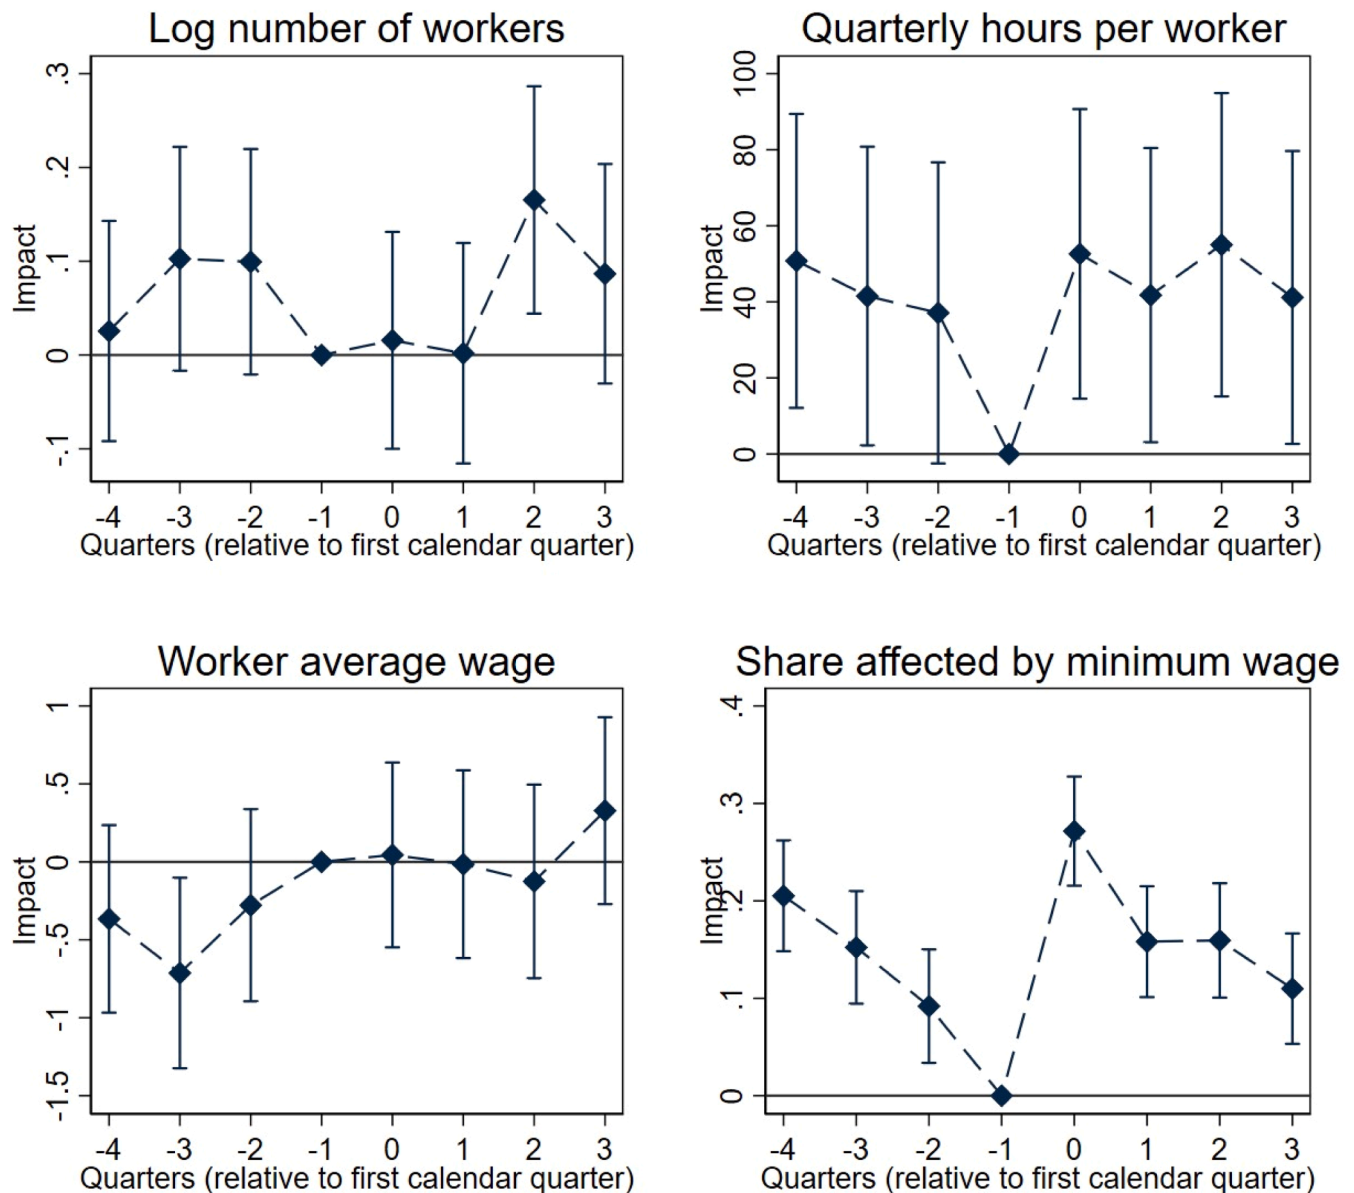 Log number of workers
Impact
.3
.2
.1
0
-.1
-4 -3 -2 -1 0 1 2 3
Quarters (relative to first calendar quarter)
Quarterly hours per worker
Impact
100
80
60
40
20
0
-4 -3 -2 -1 0 1 2 3
Quarters (relative to first calendar quarter)
Worker average wage
Impact
1
.5
0
-.5
-1
-1.5
-4 -3 -2 -1 0 1 2 3
Quarters (relative to first calendar quarter)
Share affected by minimum wage
Impact
.4
.3
.2
.1
0
-4 -3 -2 -1 0 1 2 3
Quarters (relative to first calendar quarter)